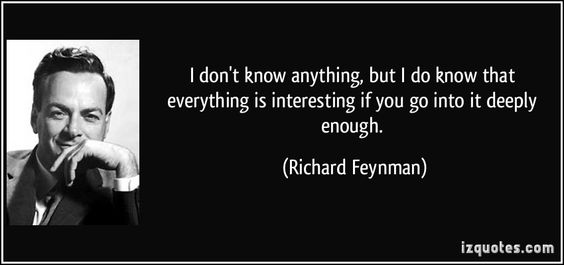 I don't know anything, but I do know that
everything is interesting if you go into it deeply
enough.
(Richard Feynman)
izquotes.com